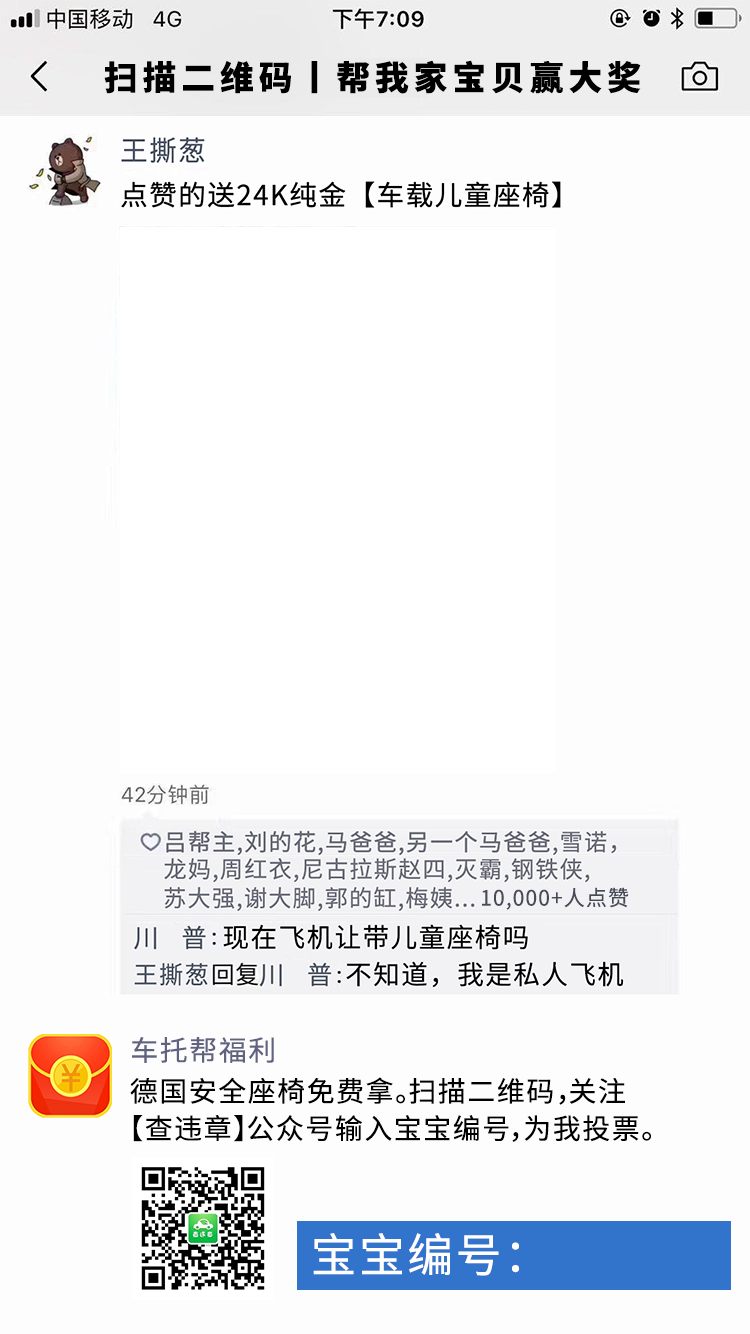 中国移动 4G 下午7:09
扫描二维码丨帮我家宝贝赢大奖
王撕葱
点赞的送24K纯金【车载儿童座椅】
42分钟前
吕帮主,刘的花,马爸爸,另一个马爸爸,雪诺,
龙妈,周红衣,尼古拉斯赵四,灭霸,钢铁侠,
苏大强,谢大脚,郭的缸,梅姨...10,000+人点赞
川 普:现在飞机让带儿童座椅吗
王撕葱回复川 普:不知道，我是私人飞机
车托帮福利
德国安全座椅免费拿。扫描二维码,关注
【查违章】公众号输入宝宝编号,为我投票。
宝宝编号：